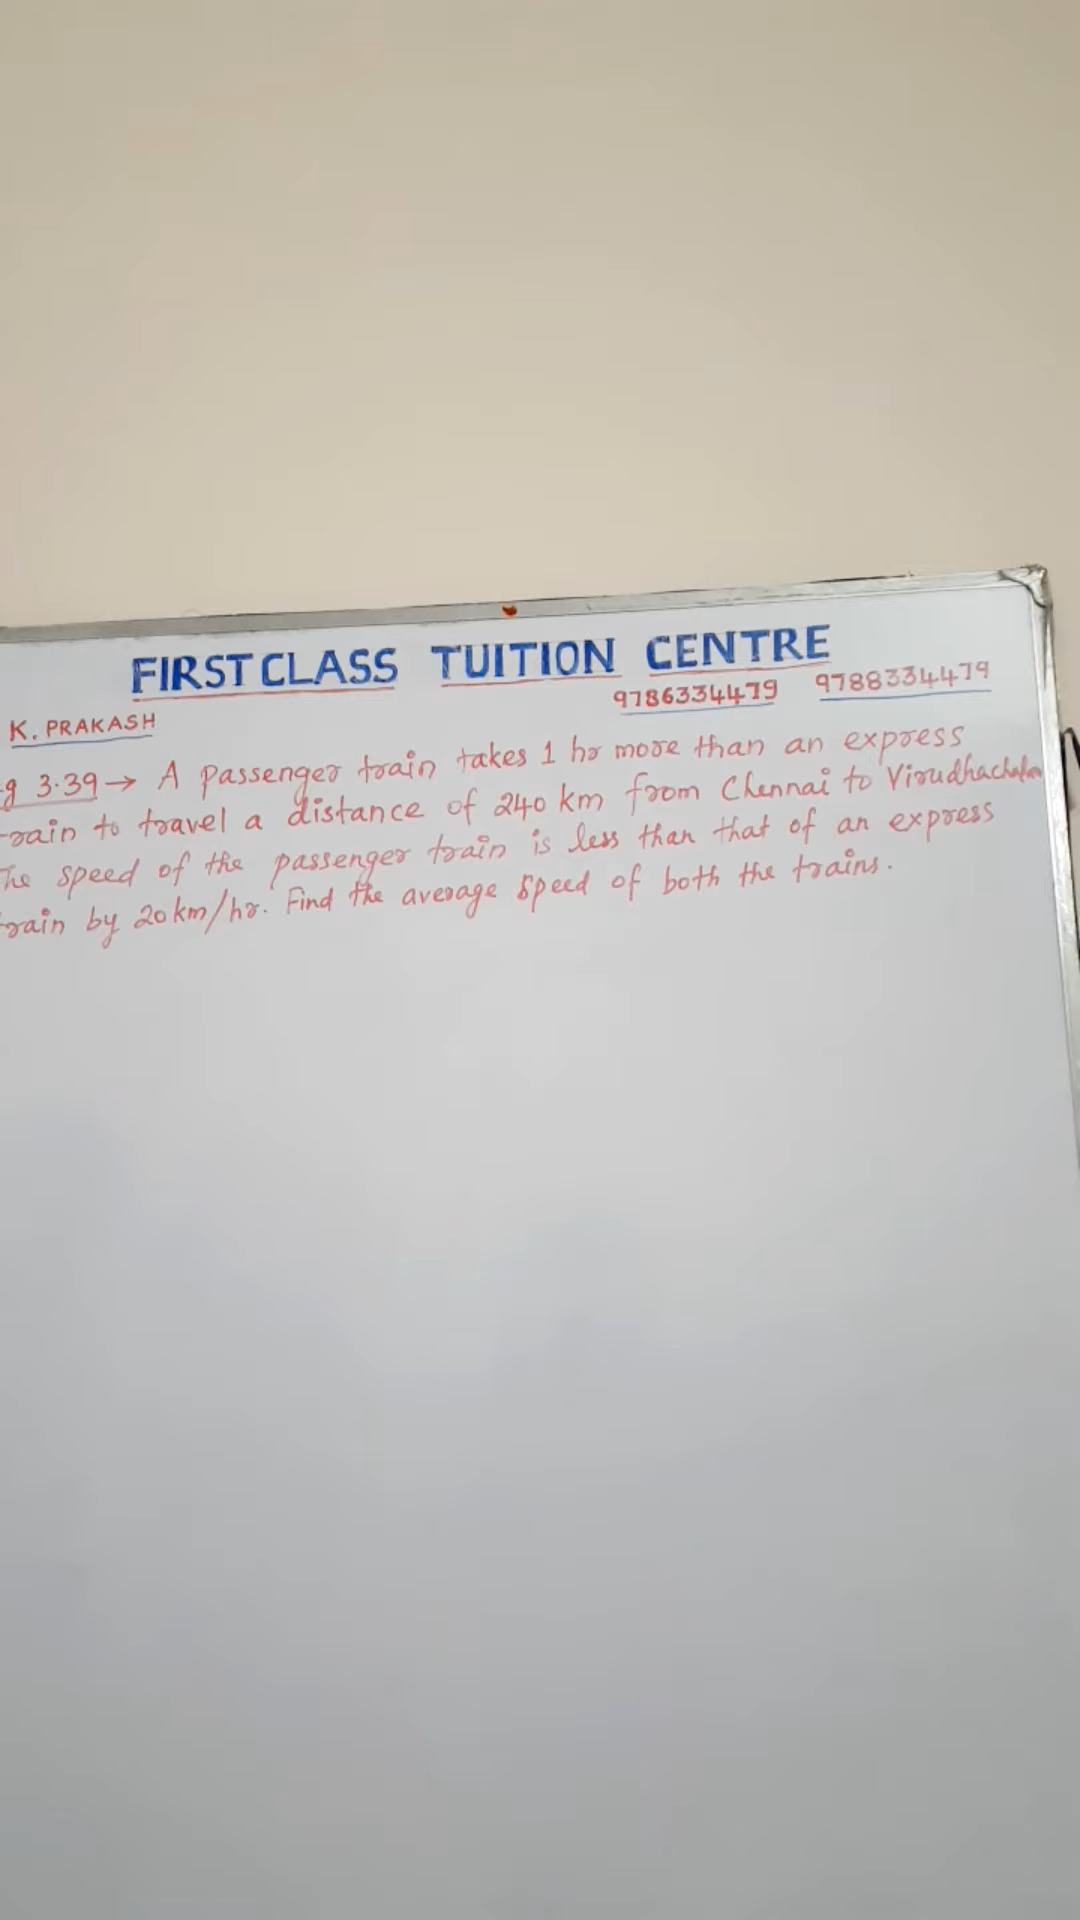 FIRST CLASS TUITION CENTRE
9786334479 9788334479
K. PRAKASH
g 3.39 → A passenger train takes 1 hr more than an express
rain to travel a distance of 240 km from Chennai to Virudhachalam
The speed of the passenger train is less than that of an express
train by 20 km/hr. Find the average speed of both the trains.